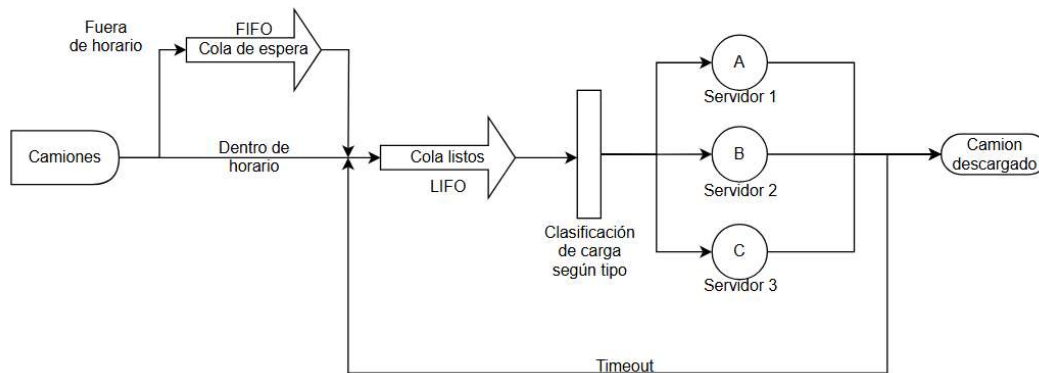 Fuera
de horario
FIFO
Cola de espera
Camiones
Dentro de
horario
Cola listos
LIFO
Clasificación
de carga
según tipo
A
Servidor 1
B
Servidor 2
C
Servidor 3
Camion
descargado
Timeout